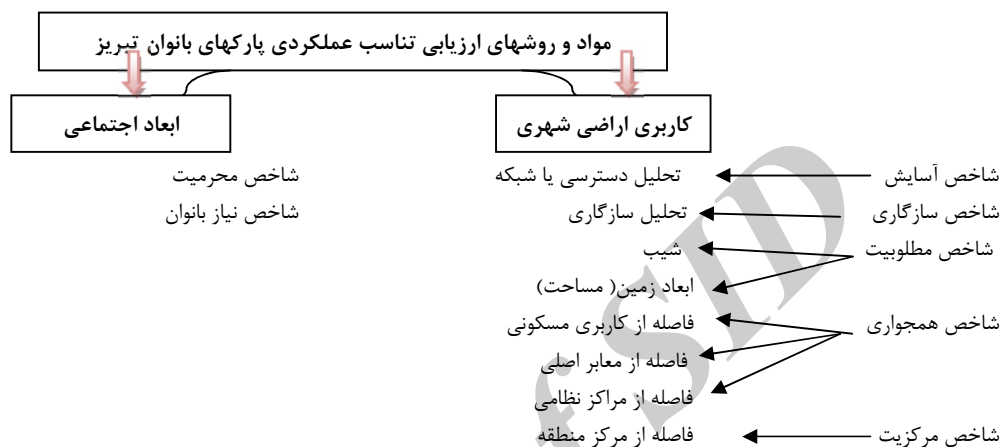 مواد و روشهای ارزیابی تناسب عملکردی پارکهای بانوان تبریز
کاربری اراضی شهری
ابعاد اجتماعی
شاخص آسایش تحلیل دسترسی یا شبکه شاخص محرمیت
شاخص سازگاری تحلیل سازگاری شاخص نیاز بانوان
شاخص مطلوبیت شیب
ابعاد زمین( مساحت)
شاخص همجواری فاصله از کاربری مسکونی
فاصله از معابر اصلی
فاصله از مراکز نظامی
شاخص مرکزیت فاصله از مرکز منطقه
f SID